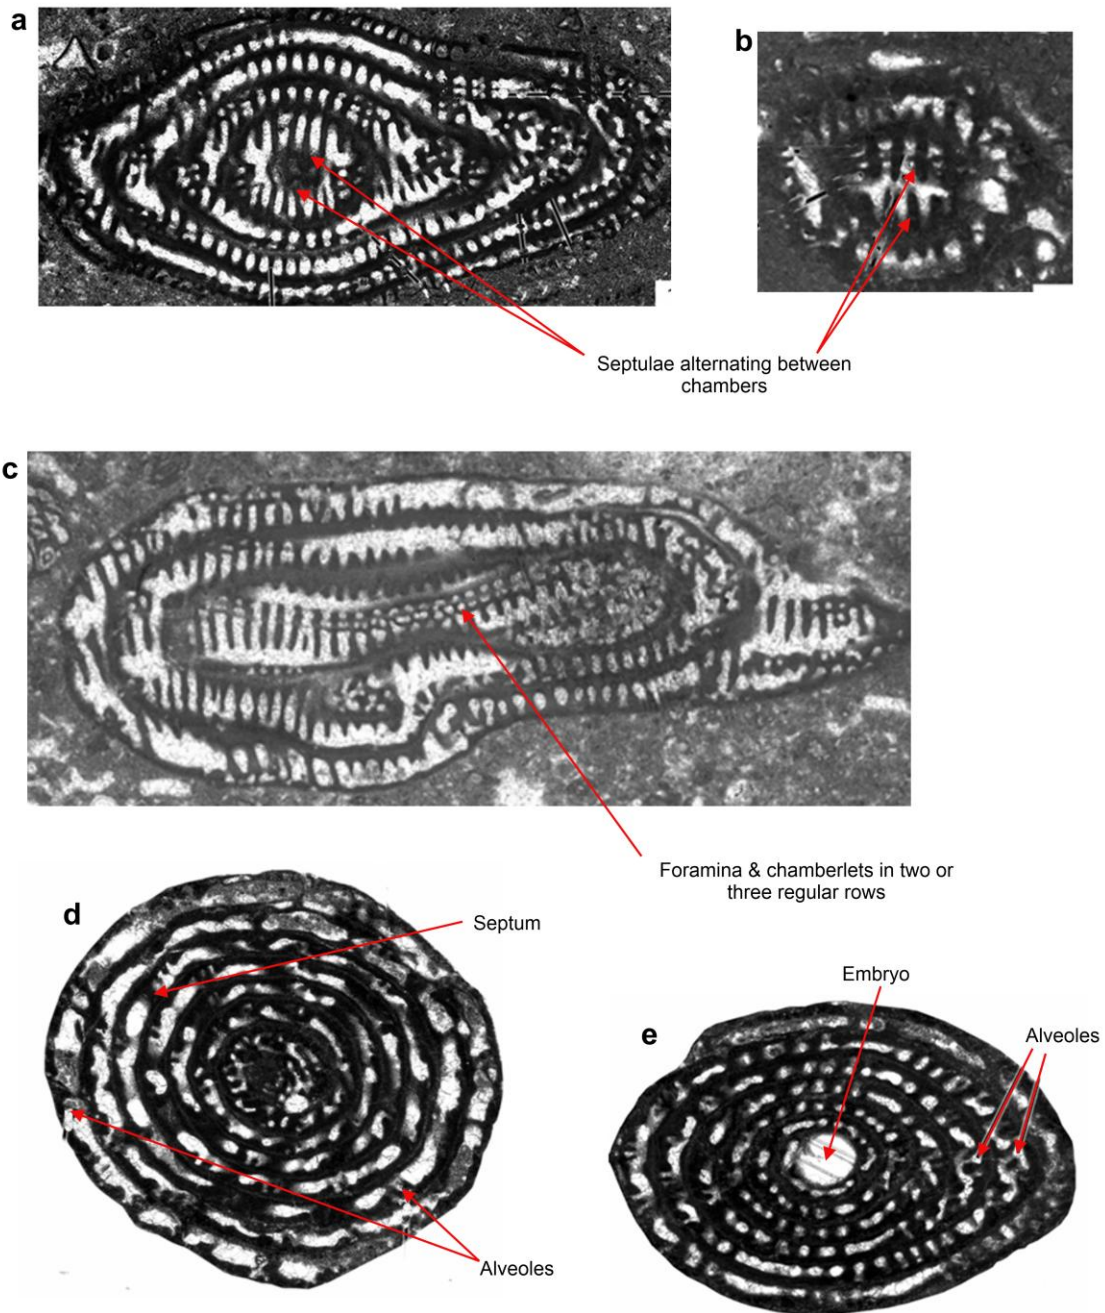 a
b
Septulae alternating between
chambers
c
Foramina & chamberlets in two or
three regular rows
d
Septum
Embryo
e
Alveoles
Alveoles